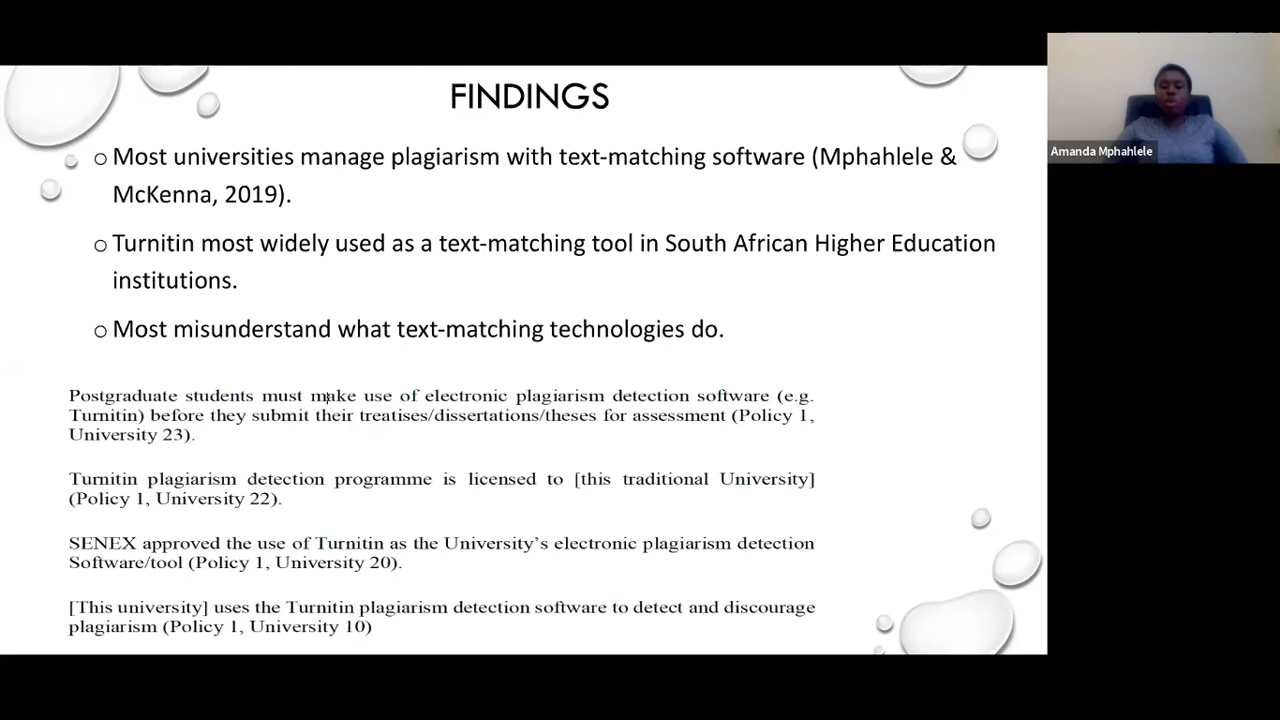 FINDINGS
Most universities manage plagiarism with text-matching software (Mphahlele &
McKenna, 2019).
Turnitin most widely used as a text-matching tool in South African Higher Education
institutions.
Most misunderstand what text-matching technologies do.
Postgraduate students must make use of electronic plagiarism detection software (e.g.
Turnitin) before they submit their treatises/dissertations/theses for assessment (Policy 1,
University 23).
Turnitin plagiarism detection programme is licensed to [this traditional University]
(Policy 1, University 22).
SENEX approved the use of Turnitin as the University’s electronic plagiarism detection
Software/tool (Policy 1, University 20).
[This university] uses the Turnitin plagiarism detection software to detect and discourage
plagiarism (Policy 1, University 10)
Amanda Mphahlele